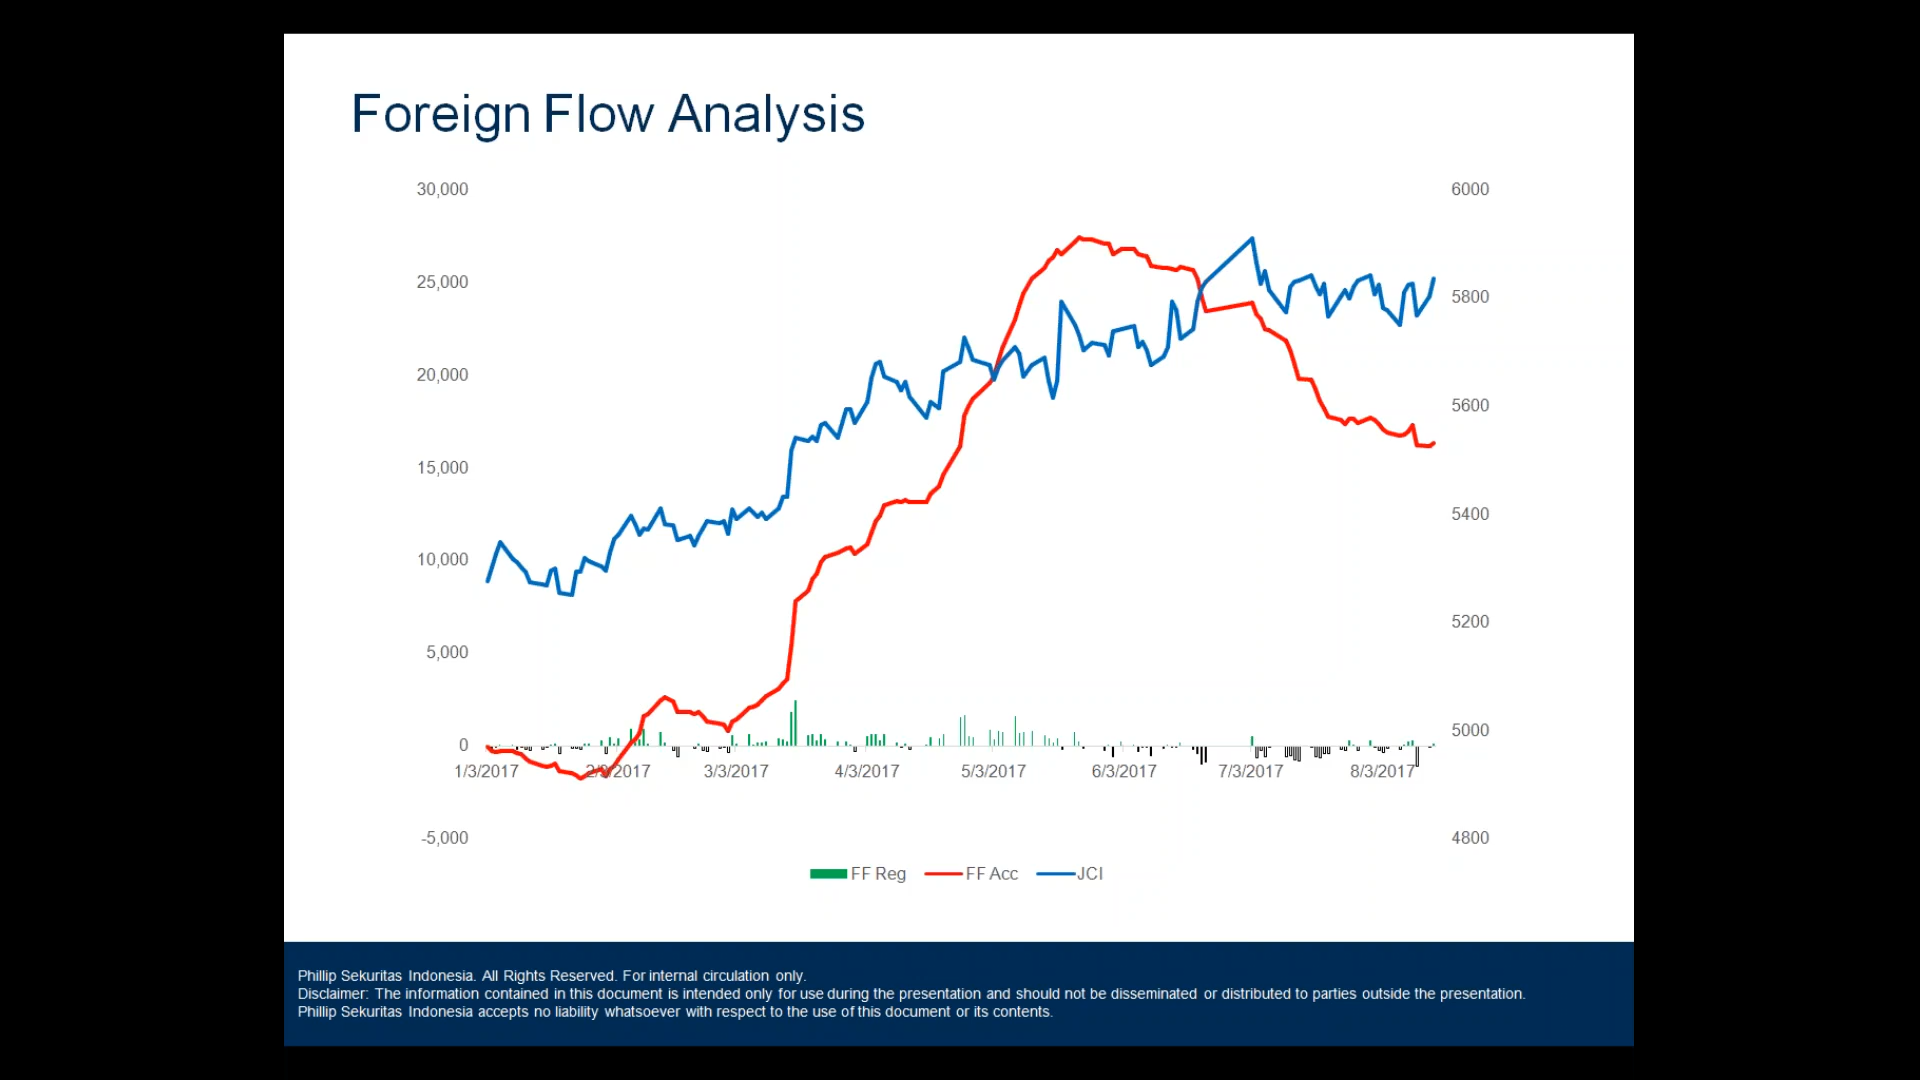 Foreign Flow Analysis
30,000
6000
25,000
5800
20,000
5600
15,000
5400
10,000
5200
5,000
5000
0
1/3/2017 2/3/2017 3/3/2017 4/3/2017 5/3/2017 6/3/2017 7/3/2017 8/3/2017
-5,000
4800
FF Reg FF Acc JCI
Phillip Sekuritas Indonesia. All Rights Reserved. For internal circulation only.
Disclaimer: The information contained in this document is intended only for use during the presentation and should not be disseminated or distributed to parties outside the presentation.
Phillip Sekuritas Indonesia accepts no liability whatsoever with respect to the use of this document or its contents.